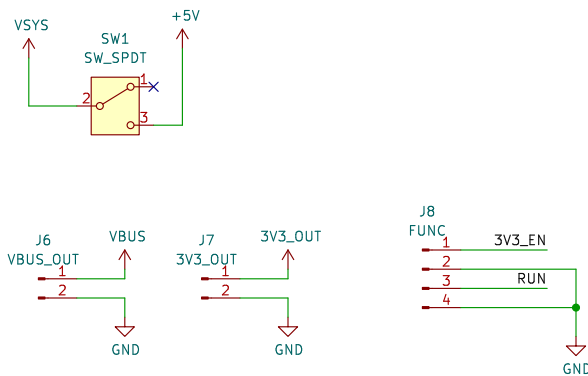 VSYS
+5V
SW1
SW_SPDT
1
2
3
J6
VBUS_OUT
VBUS
1
2
GND
J7
3V3_OUT
3V3_OUT
1
2
GND
J8
FUNC
1
3V3_EN
2
3
RUN
4
GND